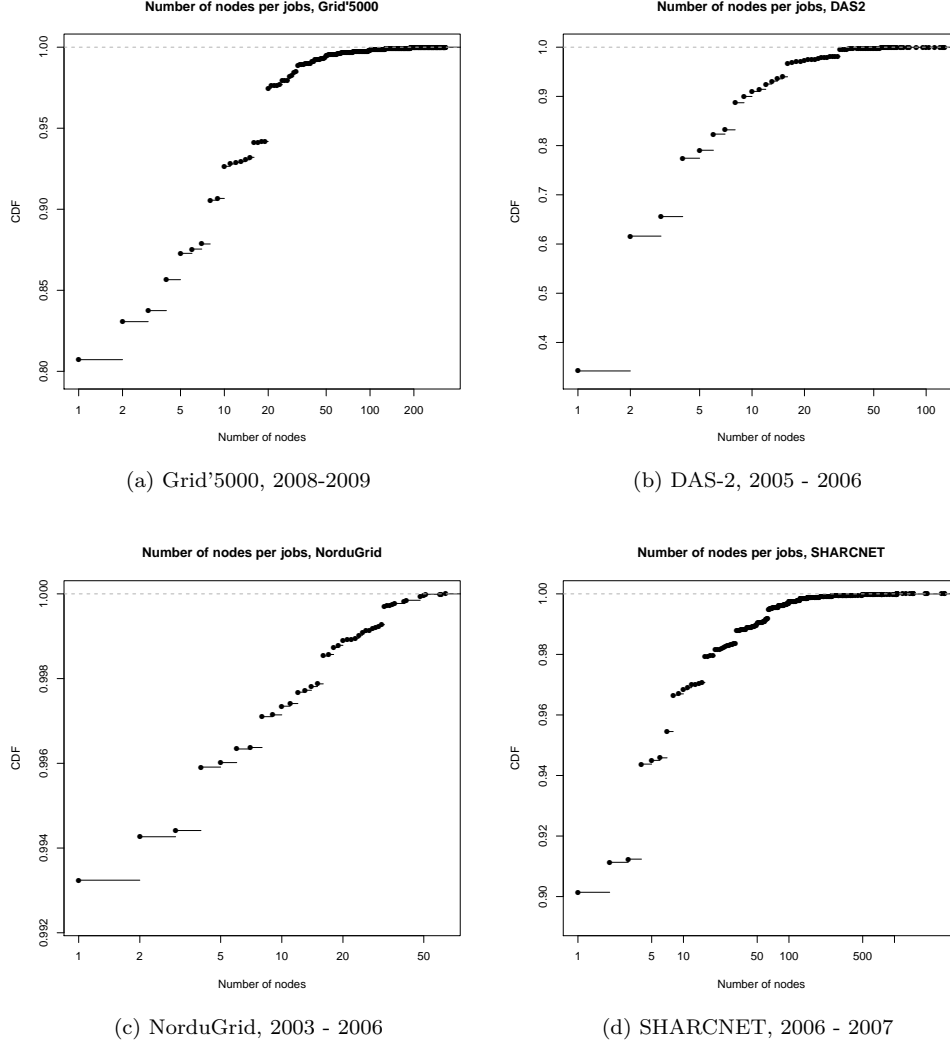 Number of nodes per jobs, Grid'5000
CDF
1.00
0.95
0.90
0.85
0.80
1 2 5 10 20 50 100 200
Number of nodes
(a) Grid'5000, 2008-2009
Number of nodes per jobs, DAS2
CDF
1.0
0.9
0.8
0.7
0.6
0.5
0.4
1 2 5 10 20 50 100
Number of nodes
(b) DAS-2, 2005 - 2006
Number of nodes per jobs, NorduGrid
CDF
1.000
0.998
0.996
0.994
0.992
1 2 5 10 20 50
Number of nodes
(c) NorduGrid, 2003 - 2006
Number of nodes per jobs, SHARCNET
CDF
1.00
0.98
0.96
0.94
0.92
0.90
1 5 10 50 100 500
Number of nodes
(d) SHARCNET, 2006 - 2007